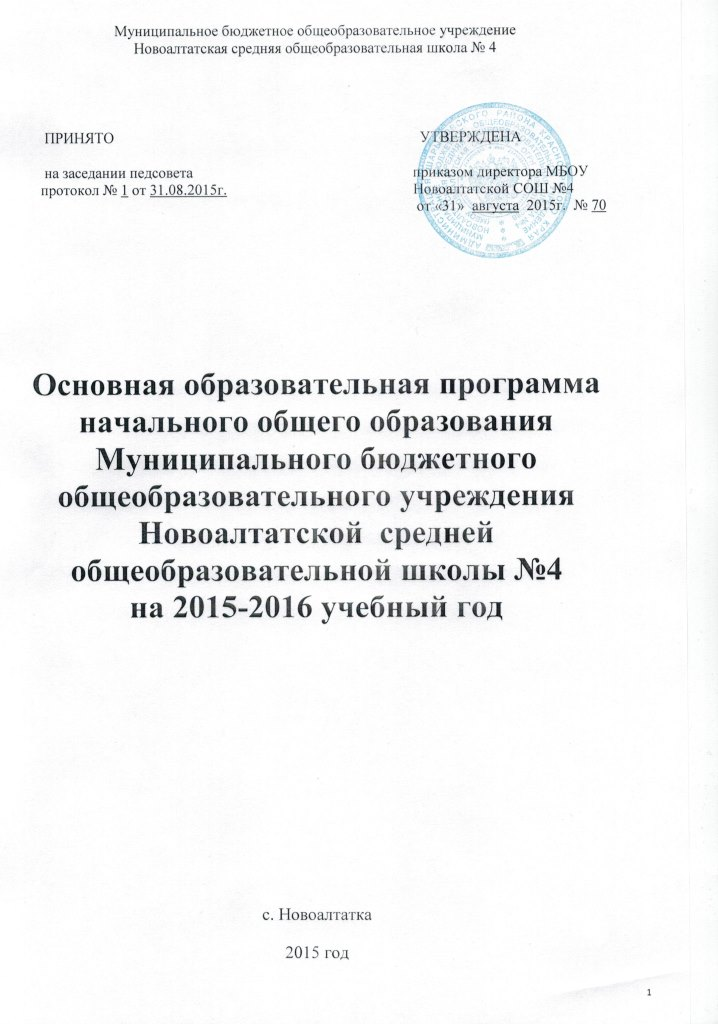 Муниципальное бюджетное общеобразовательное учреждение
Новоалтатская средняя общеобразовательная школа № 4
ПРИНЯТО
на заседании педсовета
протокол № 1 от 31.08.2015г.
УТВЕРЖДЕНА
приказом директора МБОУ
Новоалтатской СОШ №4
от «31» августа 2015г. № 70
Основная образовательная программа
начального общего образования
Муниципального бюджетного
общеобразовательного учреждения
Новоалтатской средней
общеобразовательной школы №4
на 2015-2016 учебный год
с. Новоалтатка
2015 год
1